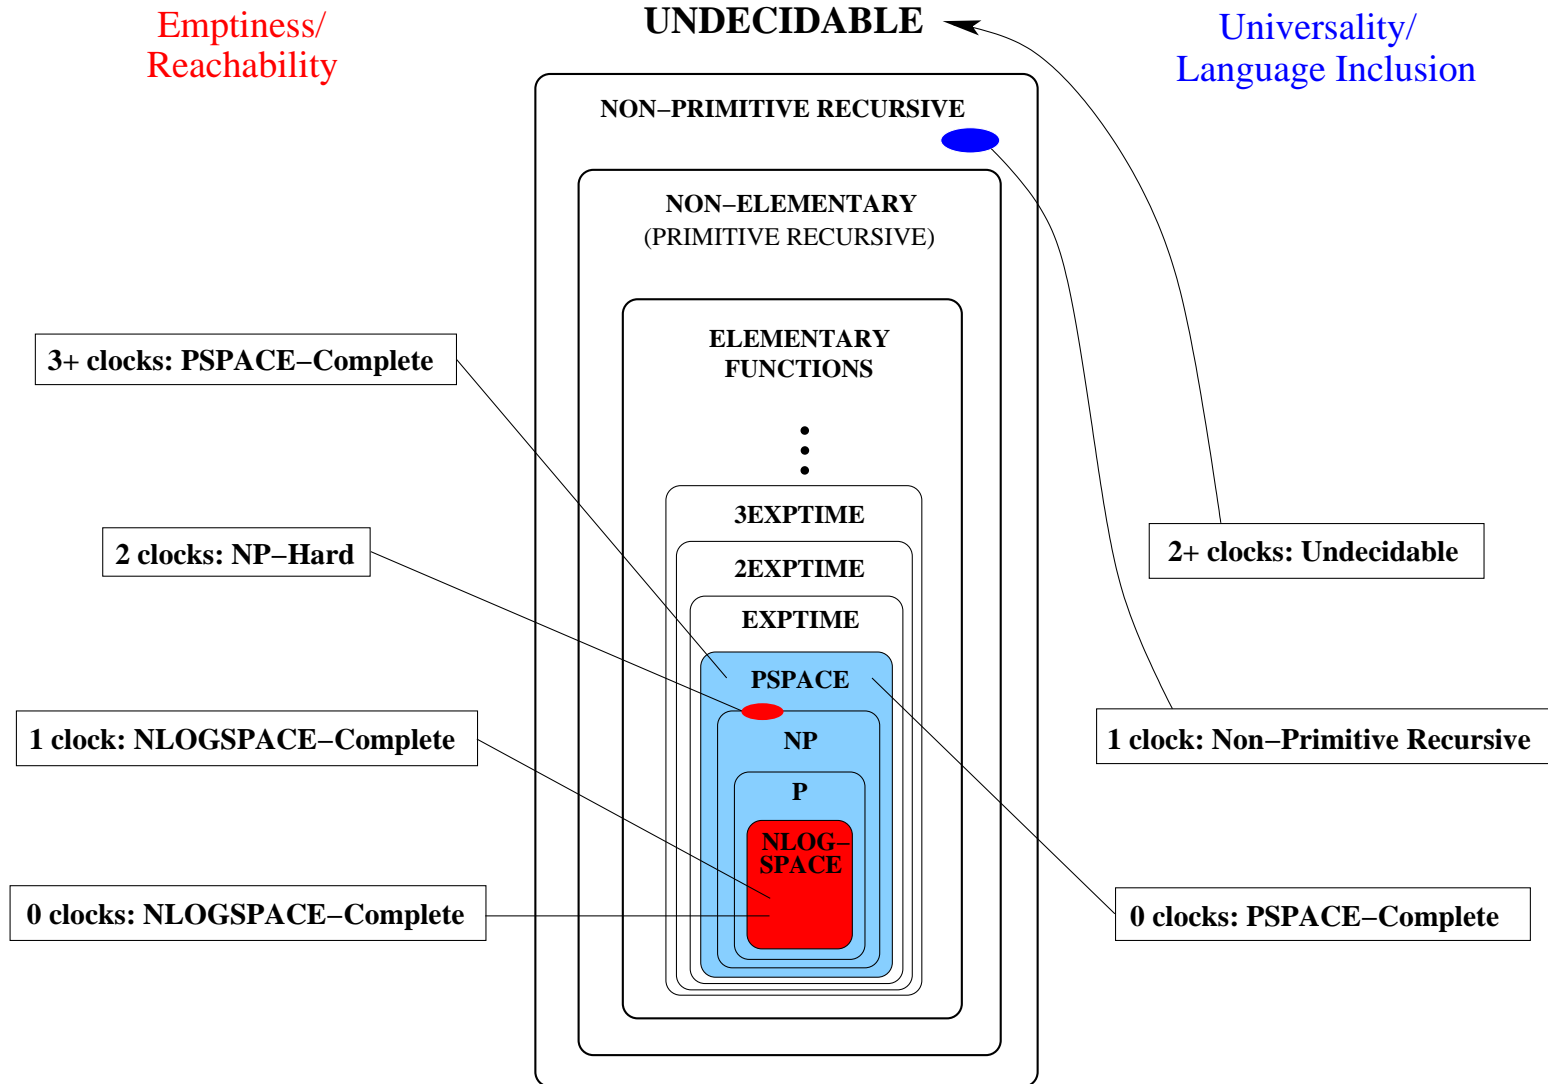 Emptiness/
Reachability
UNDECIDABLE
Universality/
Language Inclusion
NON–PRIMITIVE RECURSIVE
NON–ELEMENTARY
(PRIMITIVE RECURSIVE)
ELEMENTARY
FUNCTIONS
3+ clocks: PSPACE–Complete
3EXPTIME
2 clocks: NP–Hard
2+ clocks: Undecidable
2EXPTIME
EXPTIME
PSPACE
1 clock: NLOGSPACE–Complete
NP
1 clock: Non–Primitive Recursive
P
NLOG–
SPACE
0 clocks: NLOGSPACE–Complete
0 clocks: PSPACE–Complete